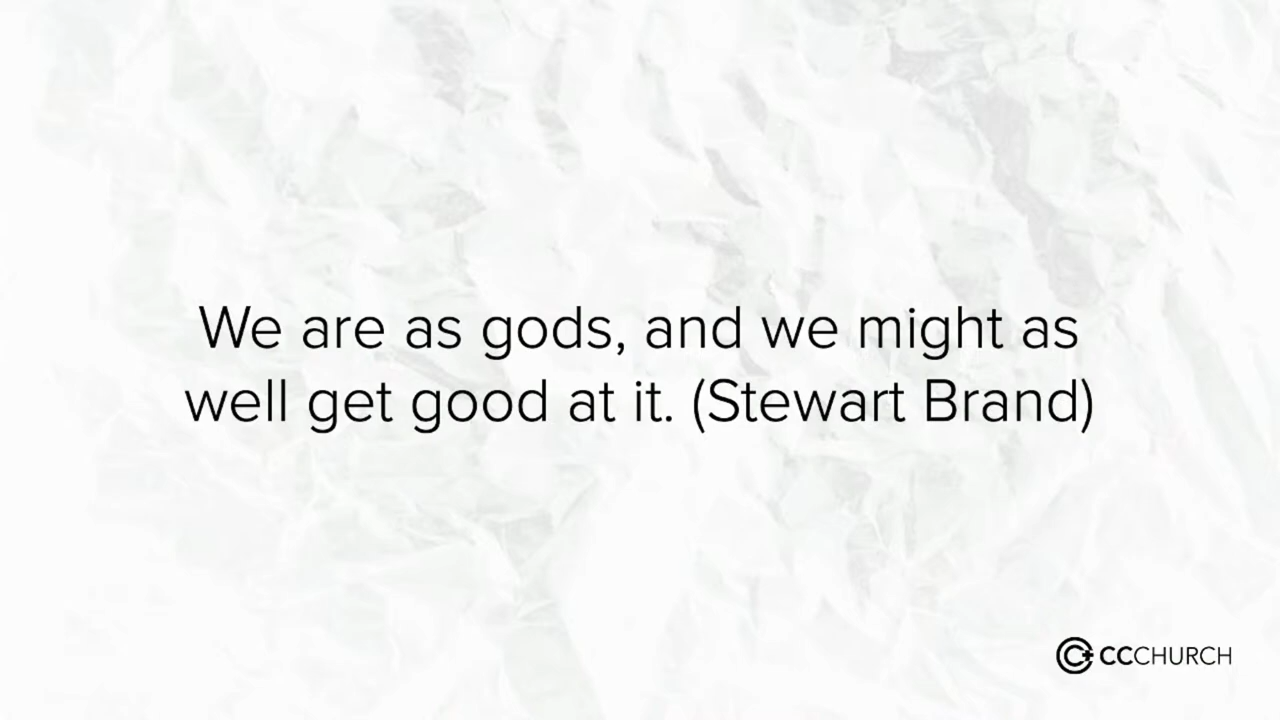 We are as gods, and we might as
well get good at it. (Stewart Brand)
CCCHURCH